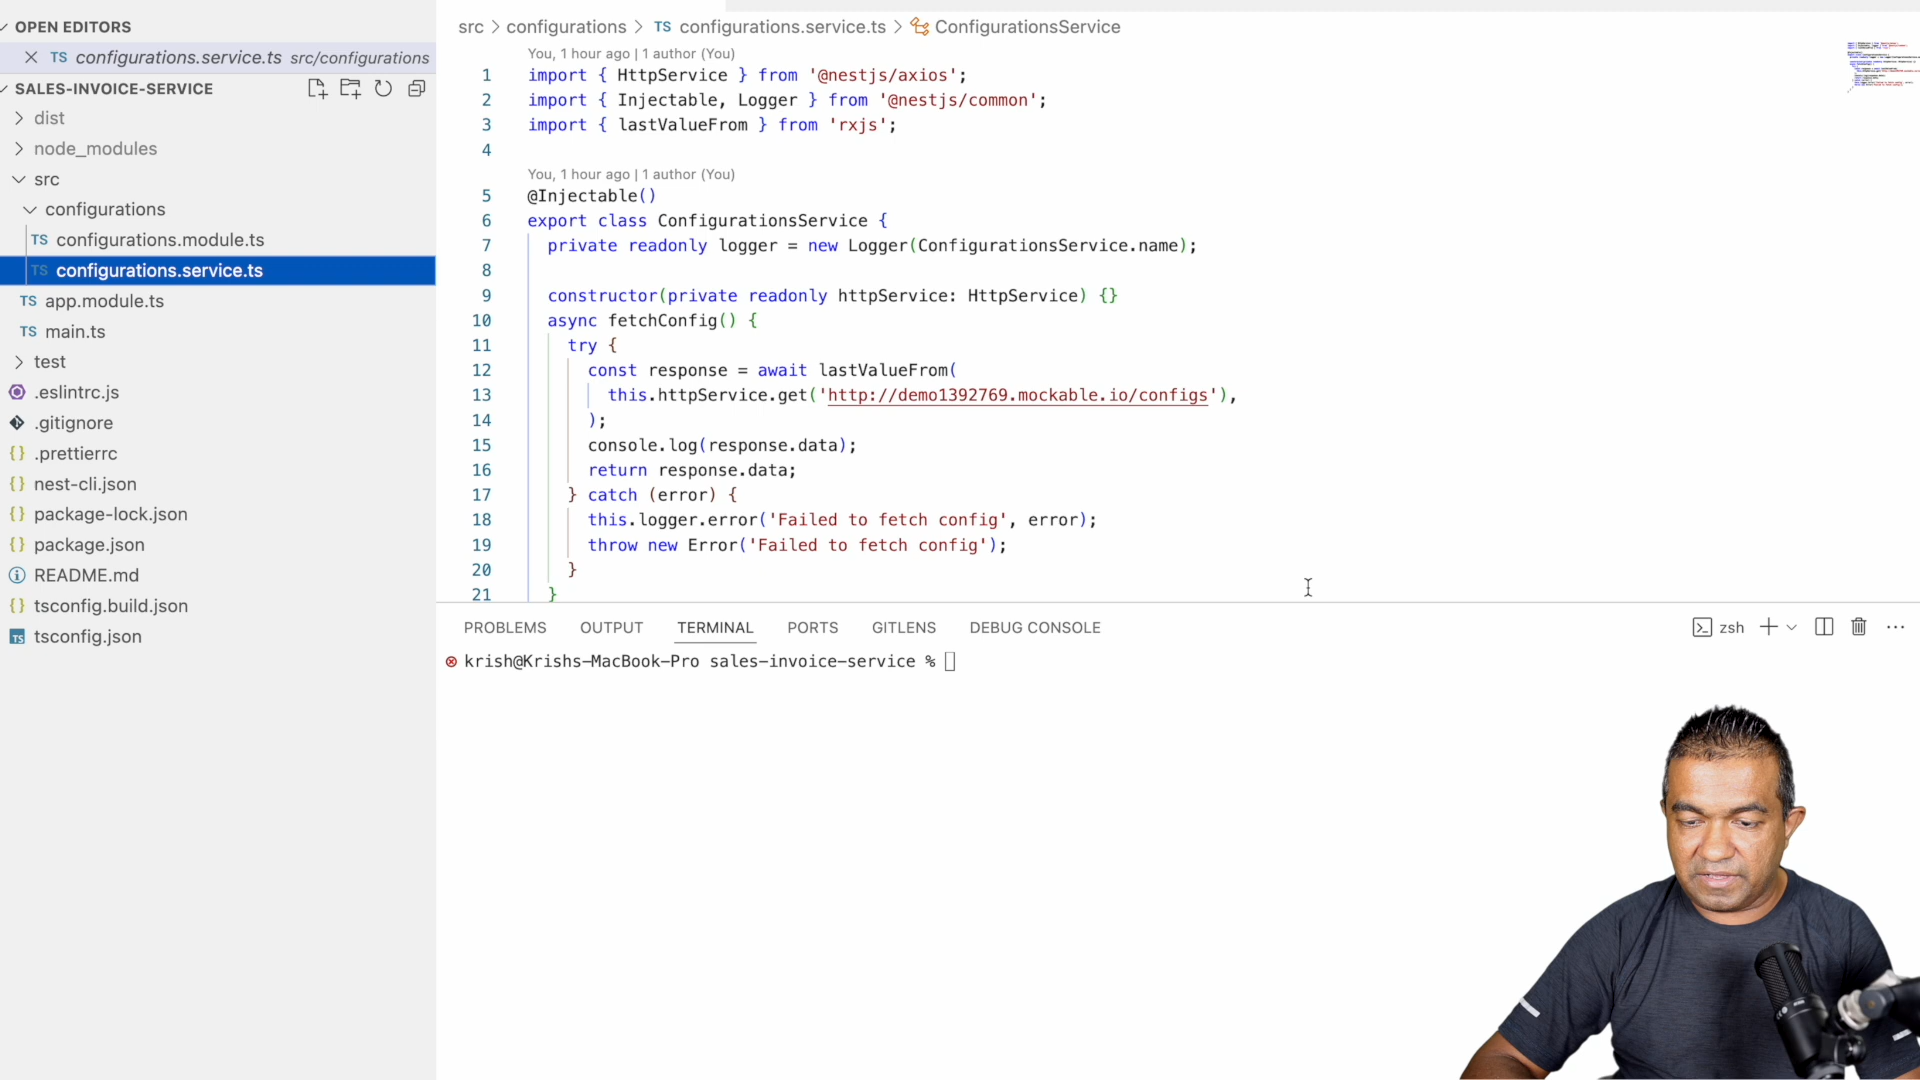 OPEN EDITORS
TS configurations.service.ts src/configurations
SALES-INVOICE-SERVICE
dist
node_modules
src
configurations
TS configurations.module.ts
TS configurations.service.ts
TS app.module.ts
TS main.ts
test
.eslintrc.js
.gitignore
{} .prettierrc
{} nest-cli.json
{} package-lock.json
{} package.json
README.md
{} tsconfig.build.json
TS tsconfig.json
src > configurations > TS configurations.service.ts > ConfigurationsService
You, 1 hour ago | 1 author (You)
1 import { HttpService } from '@nestjs/axios';
2 import { Injectable, Logger } from '@nestjs/common';
3 import { lastValueFrom } from 'rxjs';
4
You, 1 hour ago | 1 author (You)
5 @Injectable()
6 export class ConfigurationsService {
7 private readonly logger = new Logger(ConfigurationsService.name);
8
9 constructor(private readonly httpService: HttpService) {}
10 async fetchConfig() {
11 try {
12 const response = await lastValueFrom(
13 this.httpService.get('http://demo1392769.mockable.io/configs'),
14 );
15 console.log(response.data);
16 return response.data;
17 } catch (error) {
18 this.logger.error('Failed to fetch config', error);
19 throw new Error('Failed to fetch config');
20 }
21 }
PROBLEMS OUTPUT TERMINAL PORTS GITLENS DEBUG CONSOLE
zsh
krish@Krishs-MacBook-Pro sales-invoice-service %